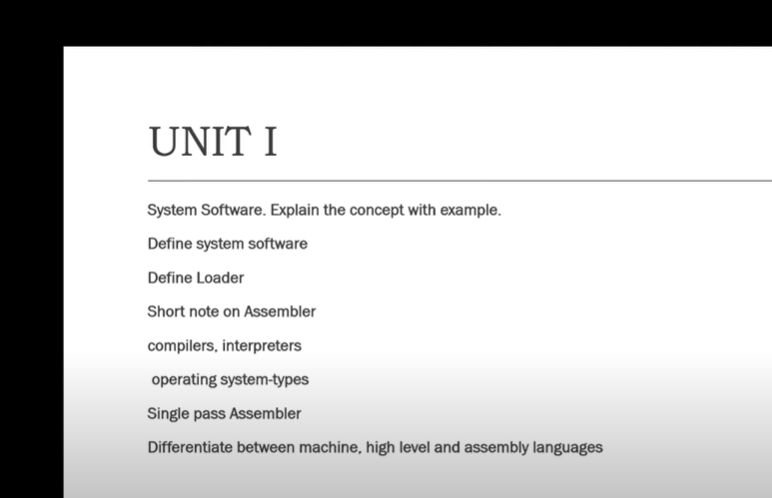 UNIT I
System Software. Explain the concept with example.
Define system software
Define Loader
Short note on Assembler
compilers, interpreters
operating system-types
Single pass Assembler
Differentiate between machine, high level and assembly languages